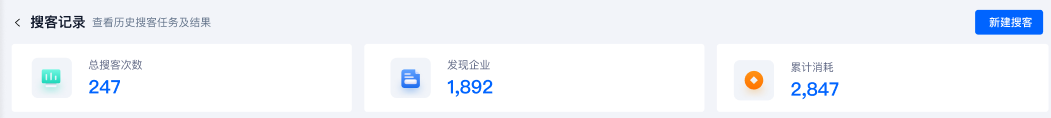 搜客记录 查看历史搜客任务及结果
新建搜客
总搜客次数
247
发现企业
1,892
累计消耗
2,847